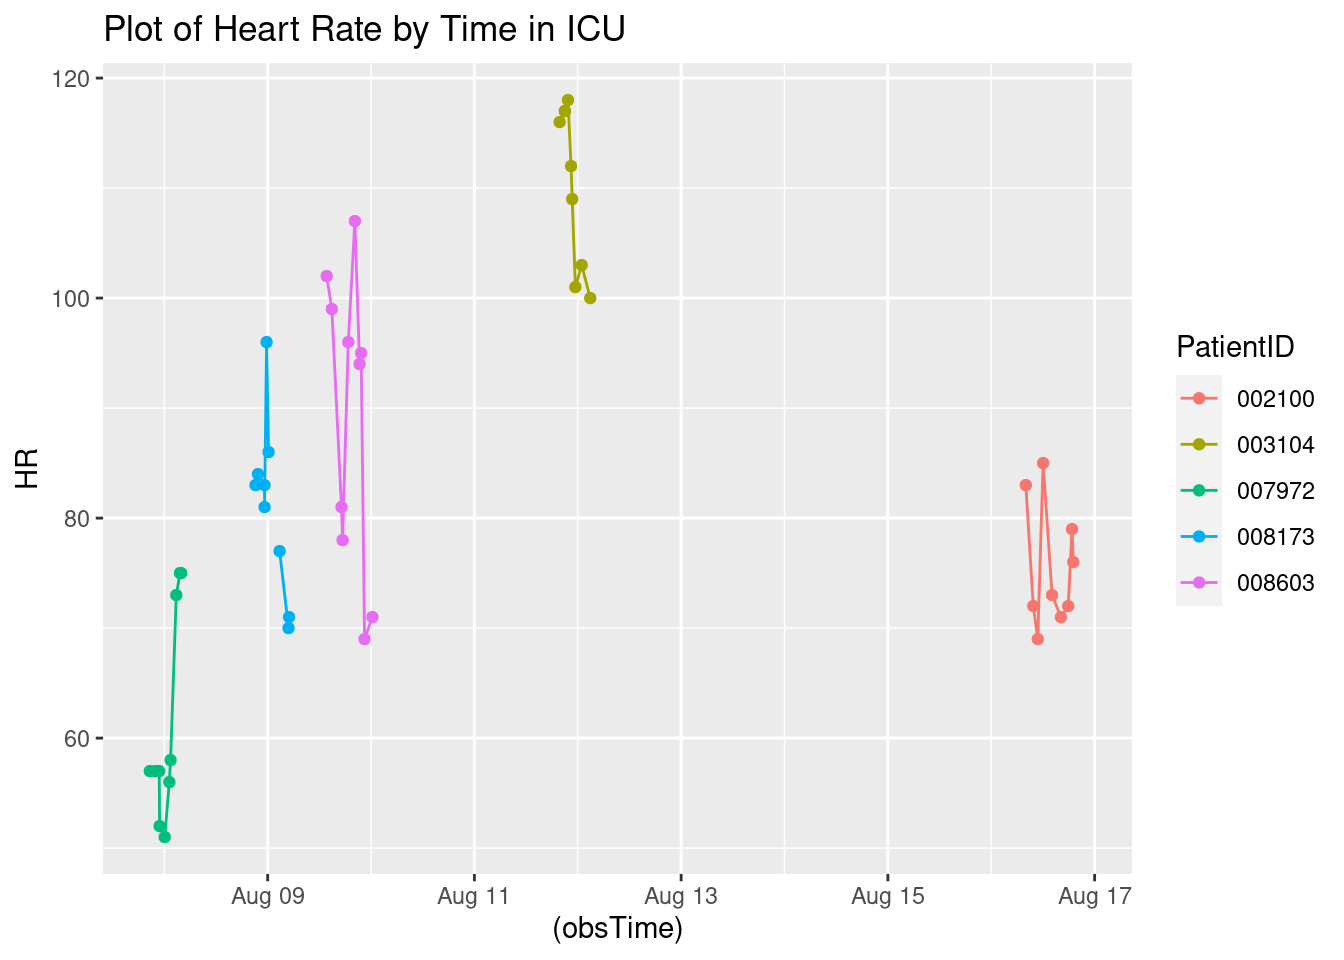 Plot of Heart Rate by Time in ICU
120
100
80
60
HR
Aug 09 Aug 11 Aug 13 Aug 15 Aug 17
(obsTime)
PatientID
002100
003104
007972
008173
008603